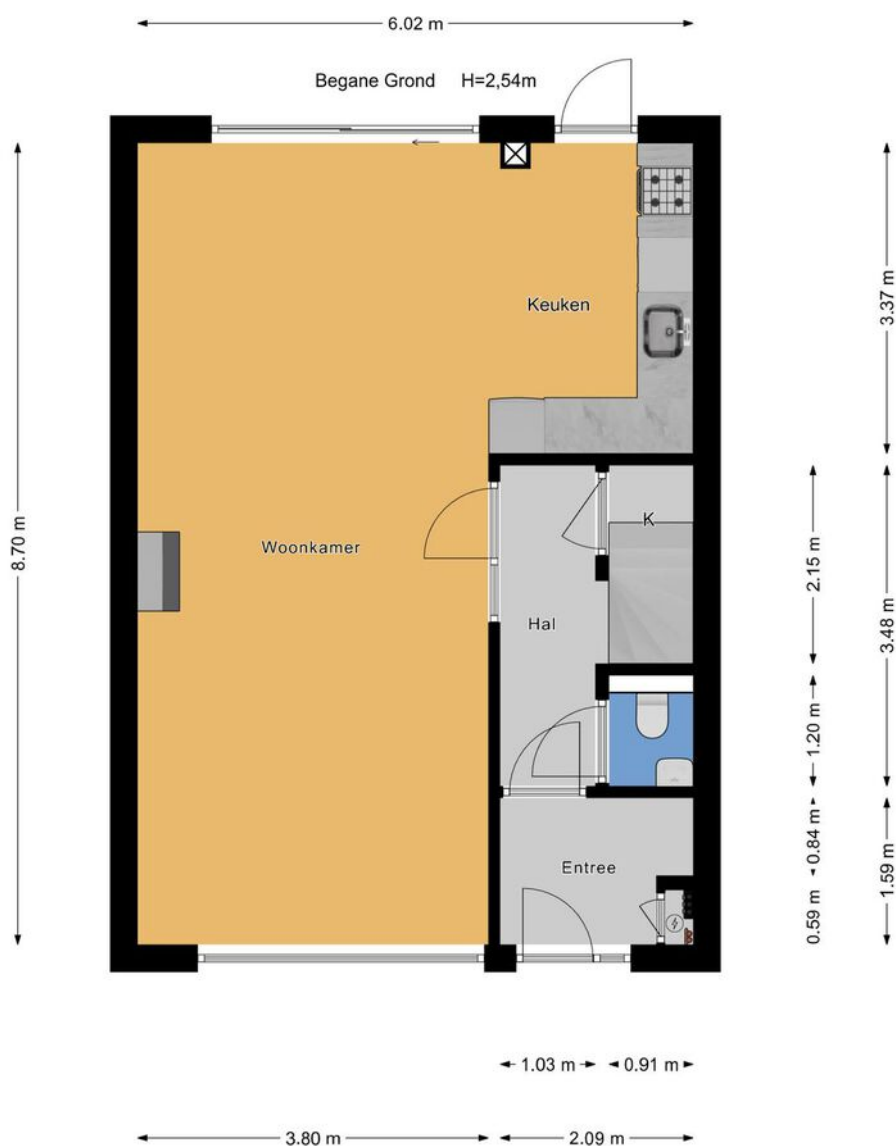 6.02 m
Begane Grond H=2,54m
Keuken
3.37 m
8.70 m
Woonkamer
K
Hal
2.15 m
3.48 m
1.20 m
Entree
0.84 m
0.59 m
1.59 m
1.03 m
0.91 m
3.80 m
2.09 m